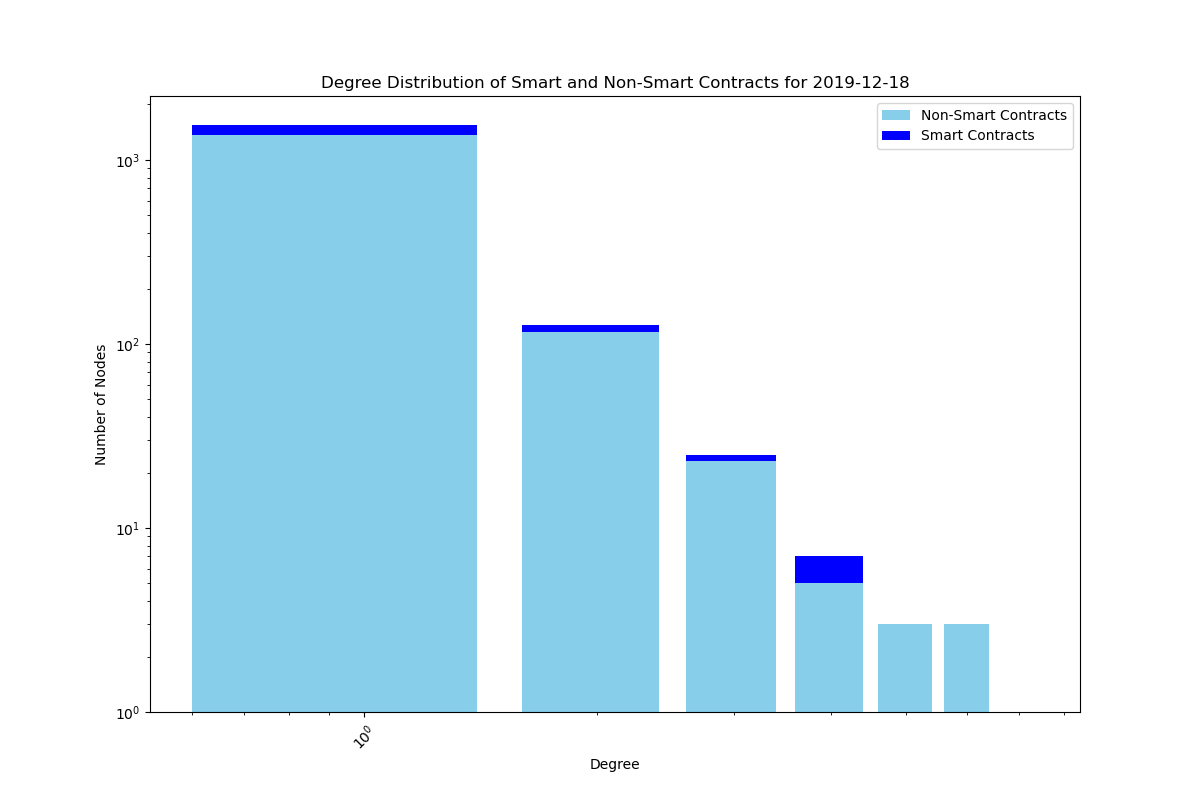 Degree Distribution of Smart and Non-Smart Contracts for 2019-12-18
Non-Smart Contracts
Smart Contracts
10³
10²
10¹
10⁰
Number of Nodes
10⁰
Degree